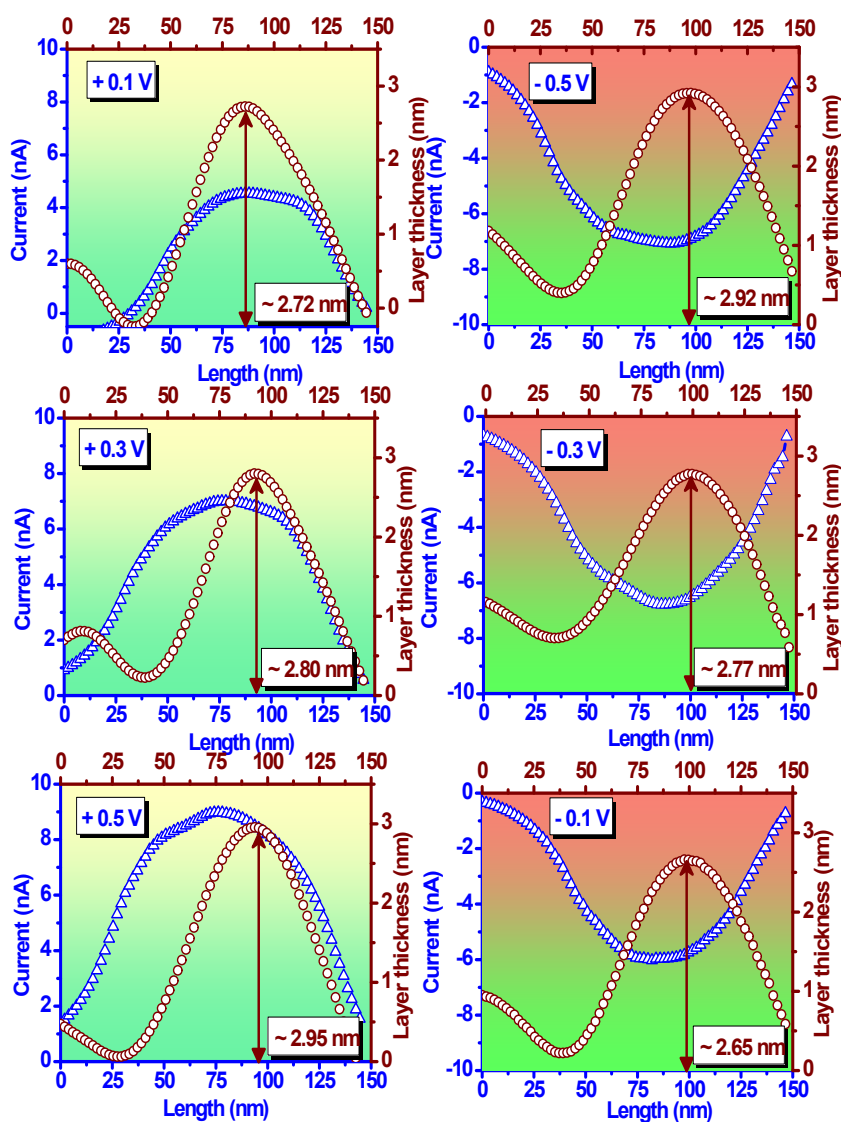 0 25 50 75 100 125 150
10
8
6
4
2
0
Current (nA)
+ 0.1 V
~ 2.72 nm
3
2
1
0
Layer thickness (nm)
0 25 50 75 100 125 150
Length (nm)
0 25 50 75 100 125 150
0
-2
-4
-6
-8
-10
Current (nA)
- 0.5 V
~ 2.92 nm
3
2
1
0
Layer thickness (nm)
0 25 50 75 100 125 150
Length (nm)
0 25 50 75 100 125 150
10
8
6
4
2
0
Current (nA)
+ 0.3 V
~ 2.80 nm
3
2
1
0
Layer thickness (nm)
0 25 50 75 100 125 150
Length (nm)
0 25 50 75 100 125 150
0
-2
-4
-6
-8
-10
Current (nA)
- 0.3 V
~ 2.77 nm
3
2
1
0
Layer thickness (nm)
0 25 50 75 100 125 150
Length (nm)
0 25 50 75 100 125 150
10
8
6
4
2
0
Current (nA)
+ 0.5 V
~ 2.95 nm
3
2
1
0
Layer thickness (nm)
0 25 50 75 100 125 150
Length (nm)
0 25 50 75 100 125 150
0
-2
-4
-6
-8
-10
Current (nA)
- 0.1 V
~ 2.65 nm
3
2
1
0
Layer thickness (nm)
0 25 50 75 100 125 150
Length (nm)